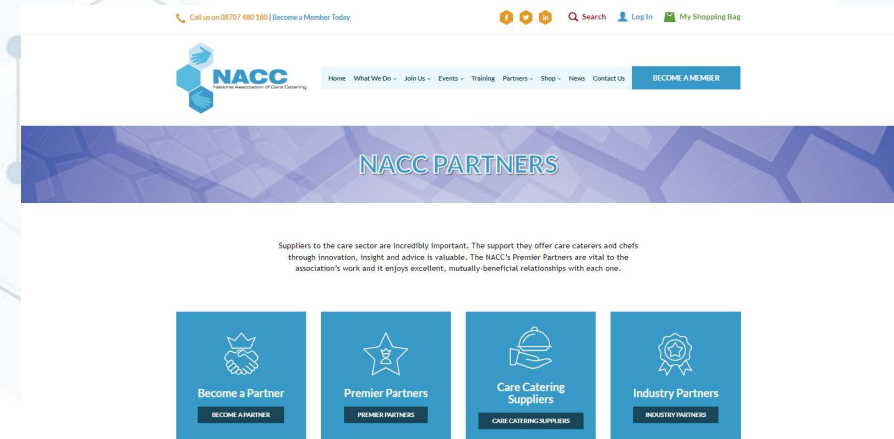 Call us on 08707 480 180 | Become a Member Today
Search
Log In
My Shopping Bag
NACC
National Association of Care Catering
Home What We Do Join Us Events Training Partners Shop News Contact Us
BECOME A MEMBER
NACC PARTNERS
Suppliers to the care sector are incredibly important. The support they offer care caterers and chefs
through innovation, insight and advice is valuable. The NACC's Premier Partners are vital to the
association's work and it enjoys excellent, mutually-beneficial relationships with each one.
Become a Partner
BECOME A PARTNER
Premier Partners
PREMIER PARTNERS
Care Catering
Suppliers
CARE CATERING SUPPLIERS
Industry Partners
INDUSTRY PARTNERS